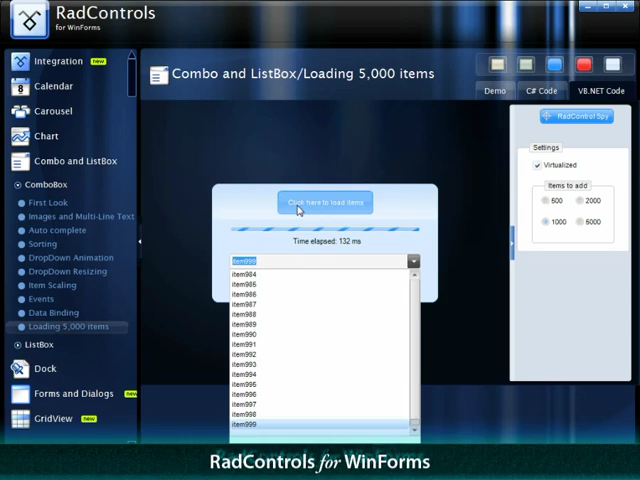 RadControls
for WinForms
Integration new
Calendar
8
Carousel
Chart
Combo and ListBox
ComboBox
First Look
Images and Multi-Line Text
Auto complete
Sorting
DropDown Animation
DropDown Resizing
Item Scaling
Events
Data Binding
Loading 5,000 items
ListBox
Dock
Forms and Dialogs new
GridView new
Combo and ListBox/Loading 5,000 items
Demo C# Code VB.NET Code
Click here to load items
Time elapsed: 132 ms
item999
item984
item985
item986
item987
item988
item989
item990
item991
item992
item993
item994
item995
item996
item997
item998
item999
RadControl Spy
Settings
Virtualized
Items to add
500 2000
1000 5000
RadControls for WinForms